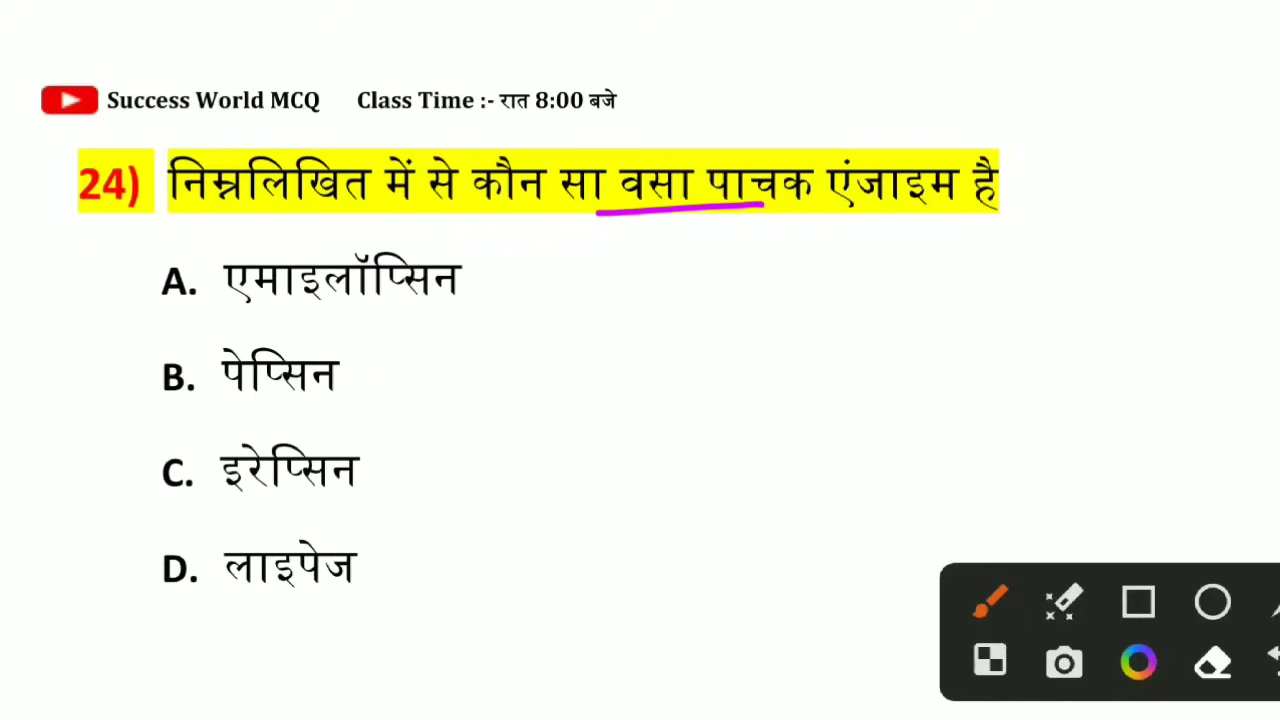 Success World MCQ Class Time :- रात 8:00 बजे
24) निम्नलिखित में से कौन सा वसा पाचक एंजाइम है
A. एमाइलॉप्सिन
B. पेप्सिन
C. इरेप्सिन
D. लाइपेज